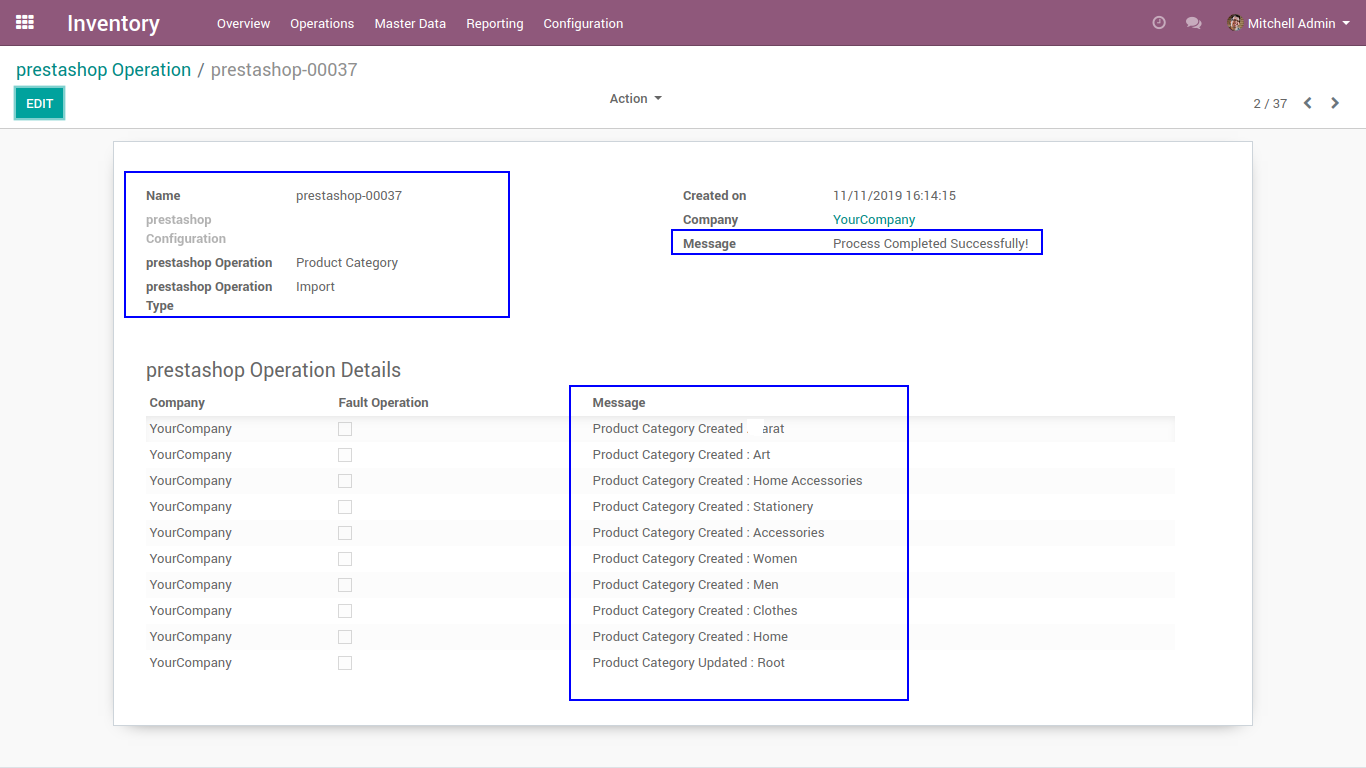 Inventory Overview Operations Master Data Reporting Configuration Mitchell Admin
prestashop Operation / prestashop-00037
EDIT Action 2 / 37
Name prestashop-00037 Created on 11/11/2019 16:14:15
prestashop Company YourCompany
Configuration Message Process Completed Successfully!
prestashop Operation Product Category
prestashop Operation Import
Type
prestashop Operation Details
Company Fault Operation Message
YourCompany Product Category Created
YourCompany Product Category Created : Art
YourCompany Product Category Created : Home Accessories
YourCompany Product Category Created : Stationery
YourCompany Product Category Created : Accessories
YourCompany Product Category Created : Women
YourCompany Product Category Created : Men
YourCompany Product Category Created : Clothes
YourCompany Product Category Created : Home
YourCompany Product Category Updated : Root